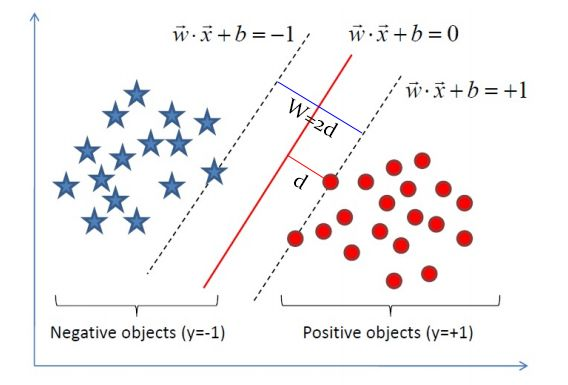 w⃗ · x⃗ + b = −1
w⃗ · x⃗ + b = 0
w⃗ · x⃗ + b = +1
W=2d
d
Negative objects (y=-1)
Positive objects (y=+1)